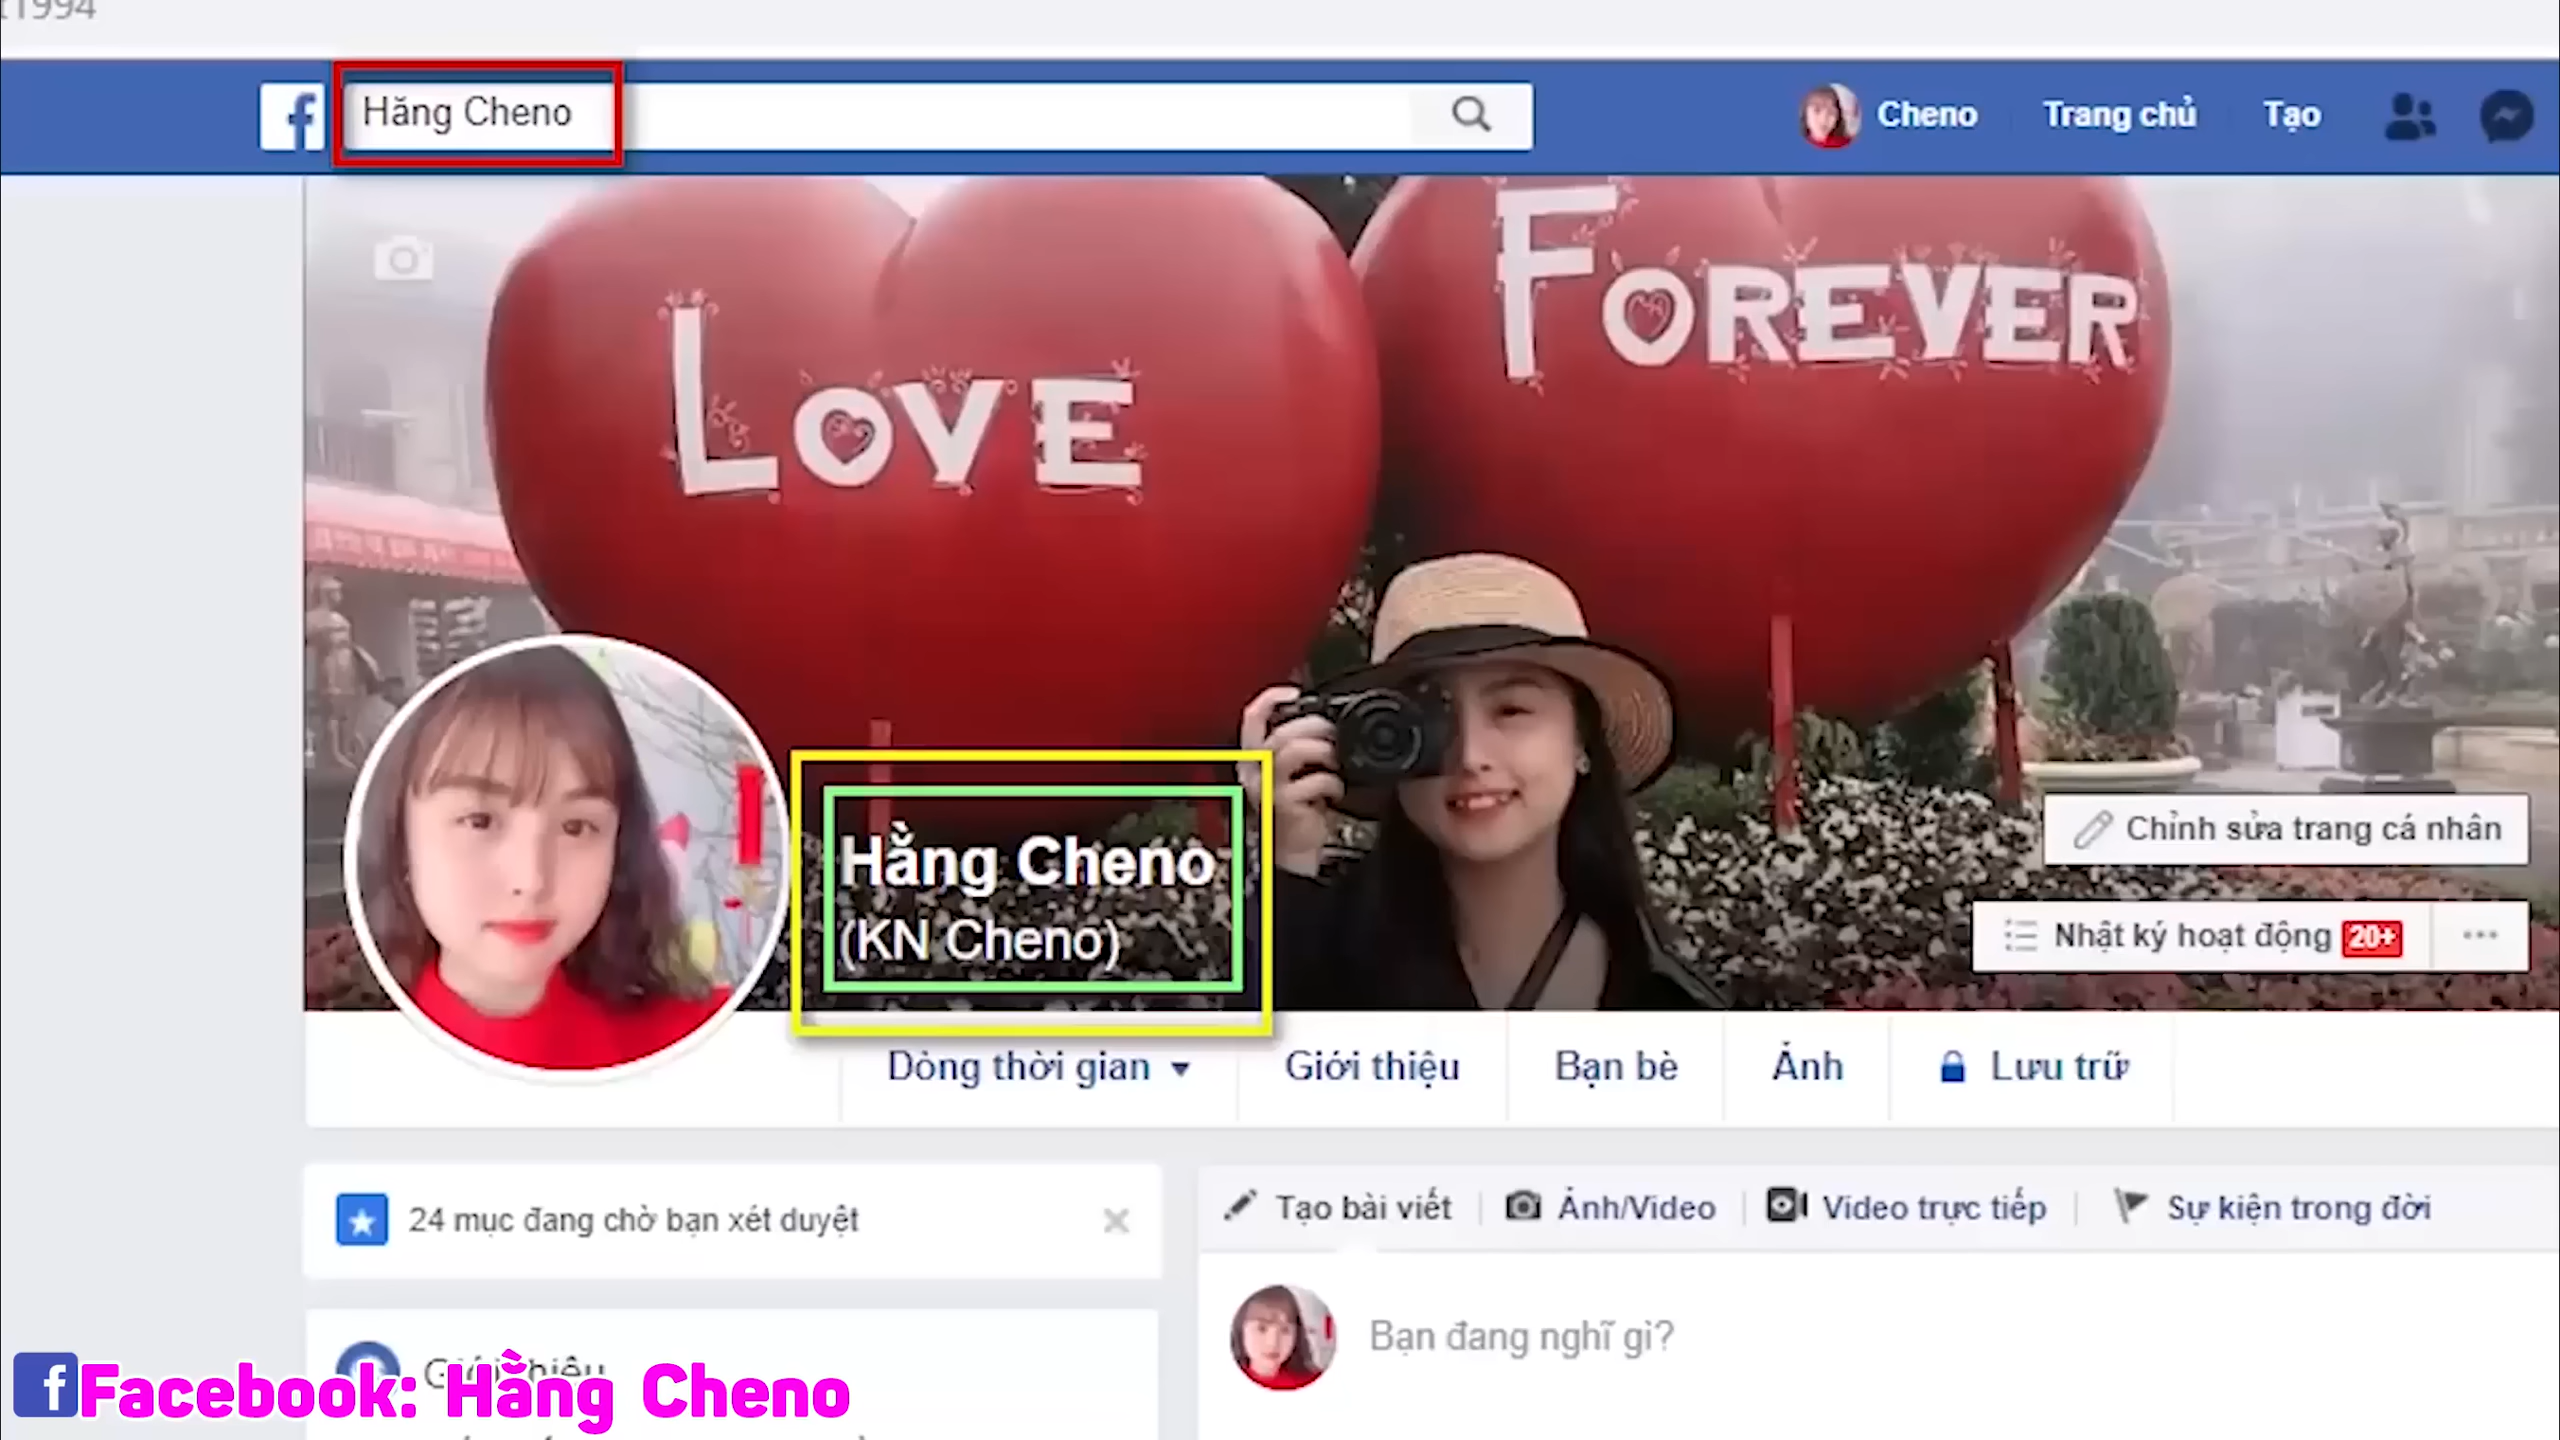 Hằng Cheno
Cheno
Trang chủ
Tạo
LOVE
FOREVER
Hằng Cheno
(KN Cheno)
Chỉnh sửa trang cá nhân
Nhật ký hoạt động 20+
Dòng thời gian
Giới thiệu
Bạn bè
Ảnh
Lưu trữ
24 mục đang chờ bạn xét duyệt
Tạo bài viết
Ảnh/Video
Video trực tiếp
Sự kiện trong đời
Bạn đang nghĩ gì?
Facebook: Hằng Cheno